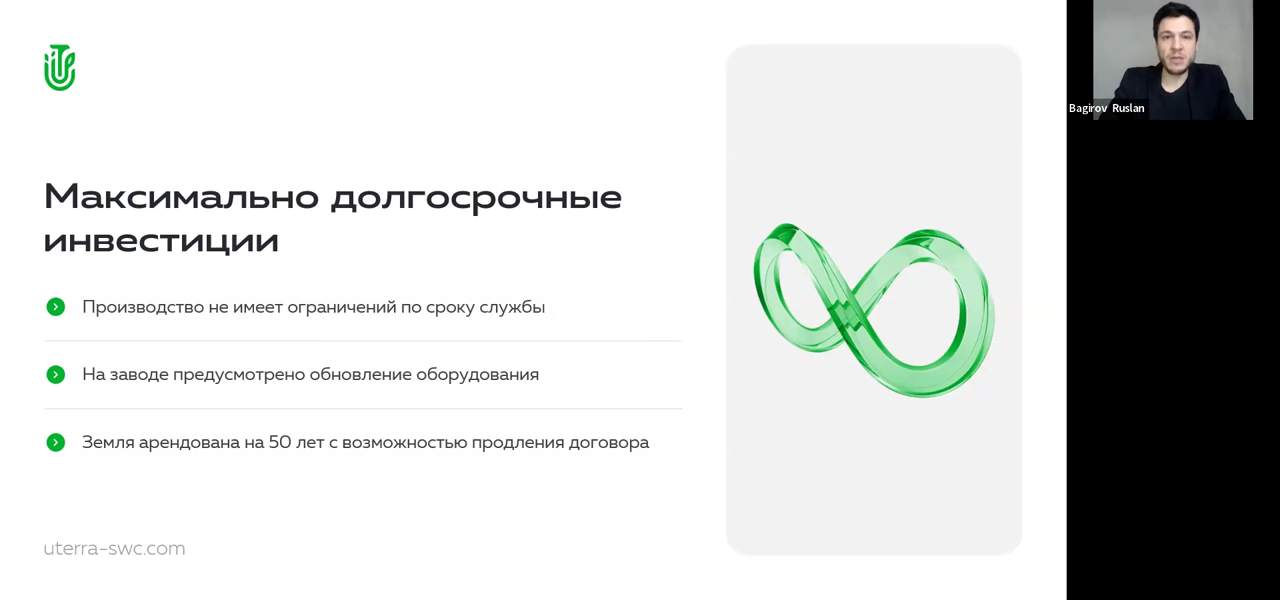 Максимально долгосрочные
инвестиции
Производство не имеет ограничений по сроку службы
На заводе предусмотрено обновление оборудования
Земля арендована на 50 лет с возможностью продления договора
uterra-swc.com
Bagirov Ruslan